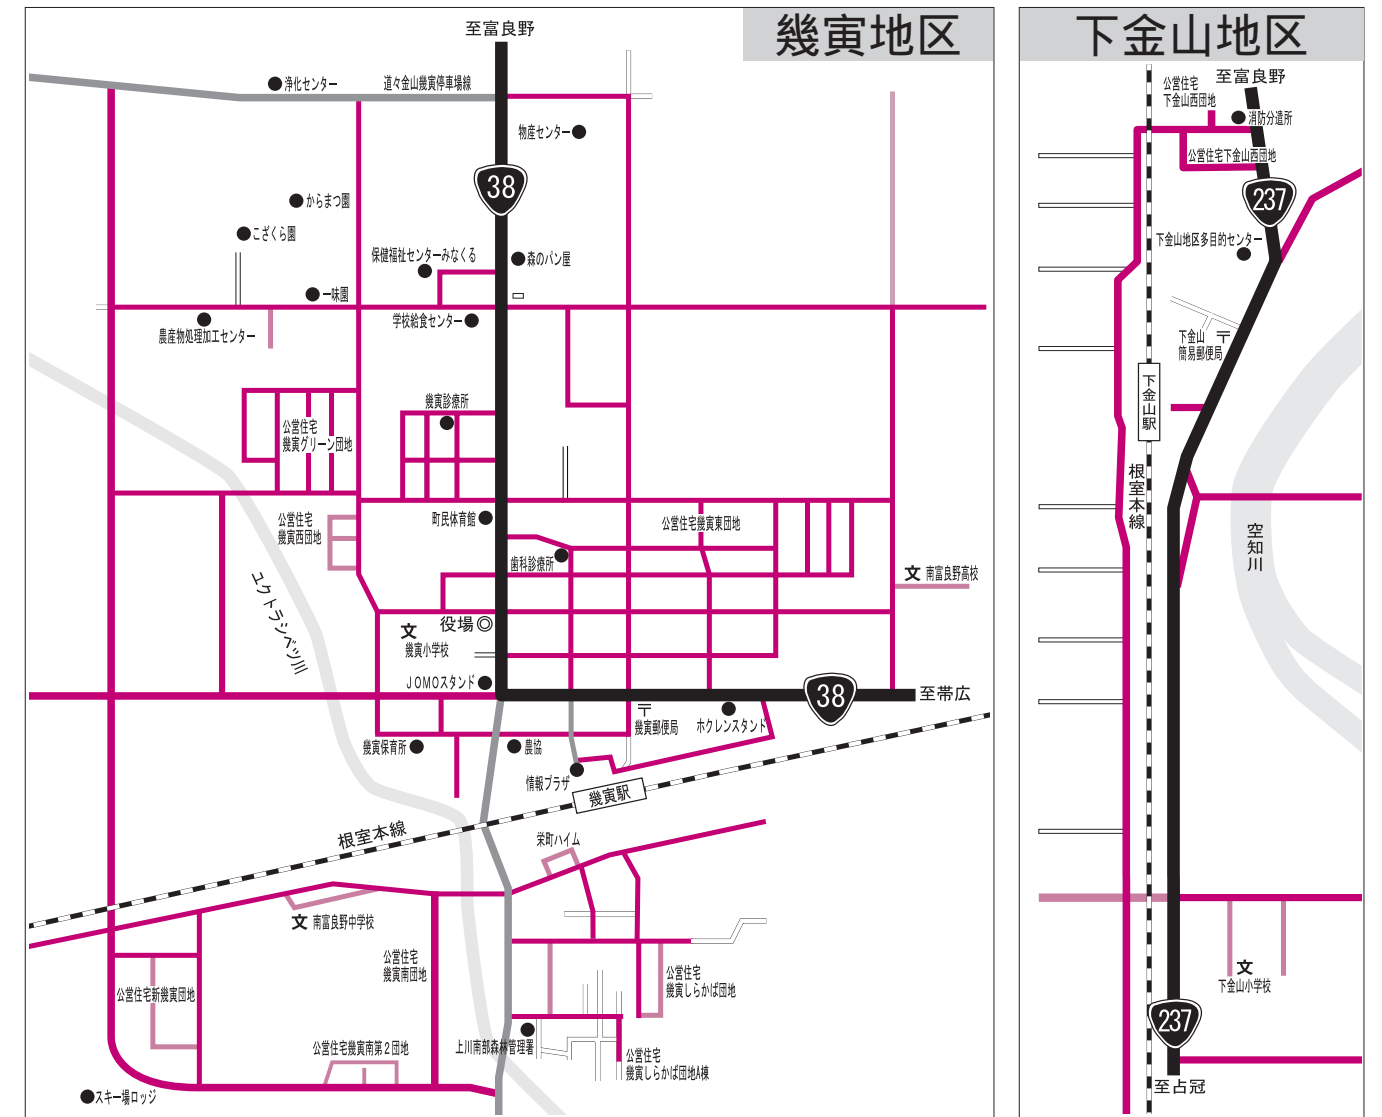 幾寅地区
至富良野
浄化センター
道々金山幾寅停車場線
物産センター
38
からまつ園
こざくら園
保健福祉センターみなくる
森のパン屋
一味園
農産物処理加工センター
学校給食センター
幾寅診療所
公営住宅
幾寅グリーン団地
公営住宅
幾寅西団地
町民体育館
公営住宅幾寅東団地
歯科診療所
文 南富良野高校
ユクトラシベツ川
役場
文
幾寅小学校
JOMOスタンド
38
至帯広
〒
幾寅郵便局
ホクレンスタンド
幾寅保育所
農協
情報プラザ
幾寅駅
根室本線
栄町ハイム
文 南富良野中学校
公営住宅
幾寅南団地
公営住宅新幾寅団地
公営住宅
幾寅しらかば団地
上川南部森林管理署
公営住宅幾寅南第2団地
公営住宅
幾寅しらかば団地A棟
スキー場ロッジ
下金山地区
至富良野
公営住宅
下金山西団地
消防分遣所
公営住宅下金山西団地
237
下金山地区多目的センター
下金山 〒
簡易郵便局
下金山駅
根室本線
空知川
文
下金山小学校
237
至占冠